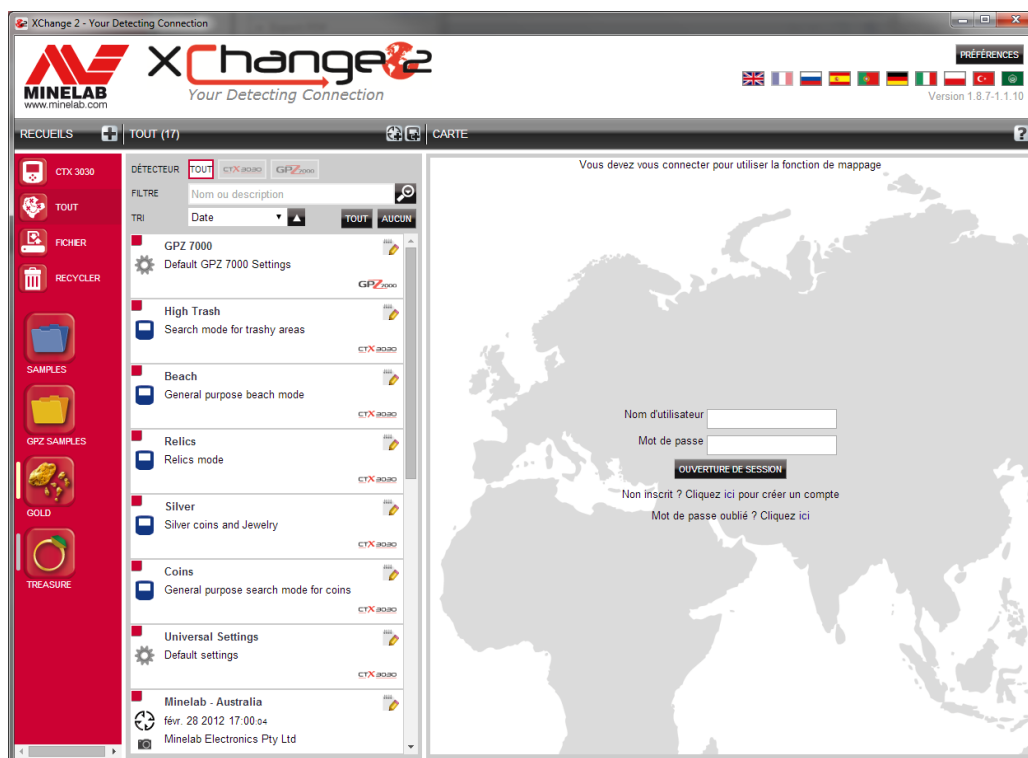 XChange 2 - Your Detecting Connection
MINELAB
www.minelab.com
XChange 2
Your Detecting Connection
PRÉFÉRENCES
Version 1.8.7-1.1.10
RECUEILS
TOUT (17)
CARTE
?
CTX 3030
TOUT
FICHIER
RECYCLER
SAMPLES
GPZ SAMPLES
GOLD
TREASURE
DÉTECTEUR TOUT CTX 3030 GPZ7000
FILTRE Nom ou description
TRI Date TOUT AUCUN
GPZ 7000
Default GPZ 7000 Settings
GPZ7000
High Trash
Search mode for trashy areas
CTX 3030
Beach
General purpose beach mode
CTX 3030
Relics
Relics mode
CTX 3030
Silver
Silver coins and Jewelry
CTX 3030
Coins
General purpose search mode for coins
CTX 3030
Universal Settings
Default settings
CTX 3030
Minelab - Australia
févr. 28 2012 17:00:04
Minelab Electronics Pty Ltd
Vous devez vous connecter pour utiliser la fonction de mappage
Nom d'utilisateur
Mot de passe
OUVERTURE DE SESSION
Non inscrit ? Cliquez ici pour créer un compte
Mot de passe oublié ? Cliquez ici